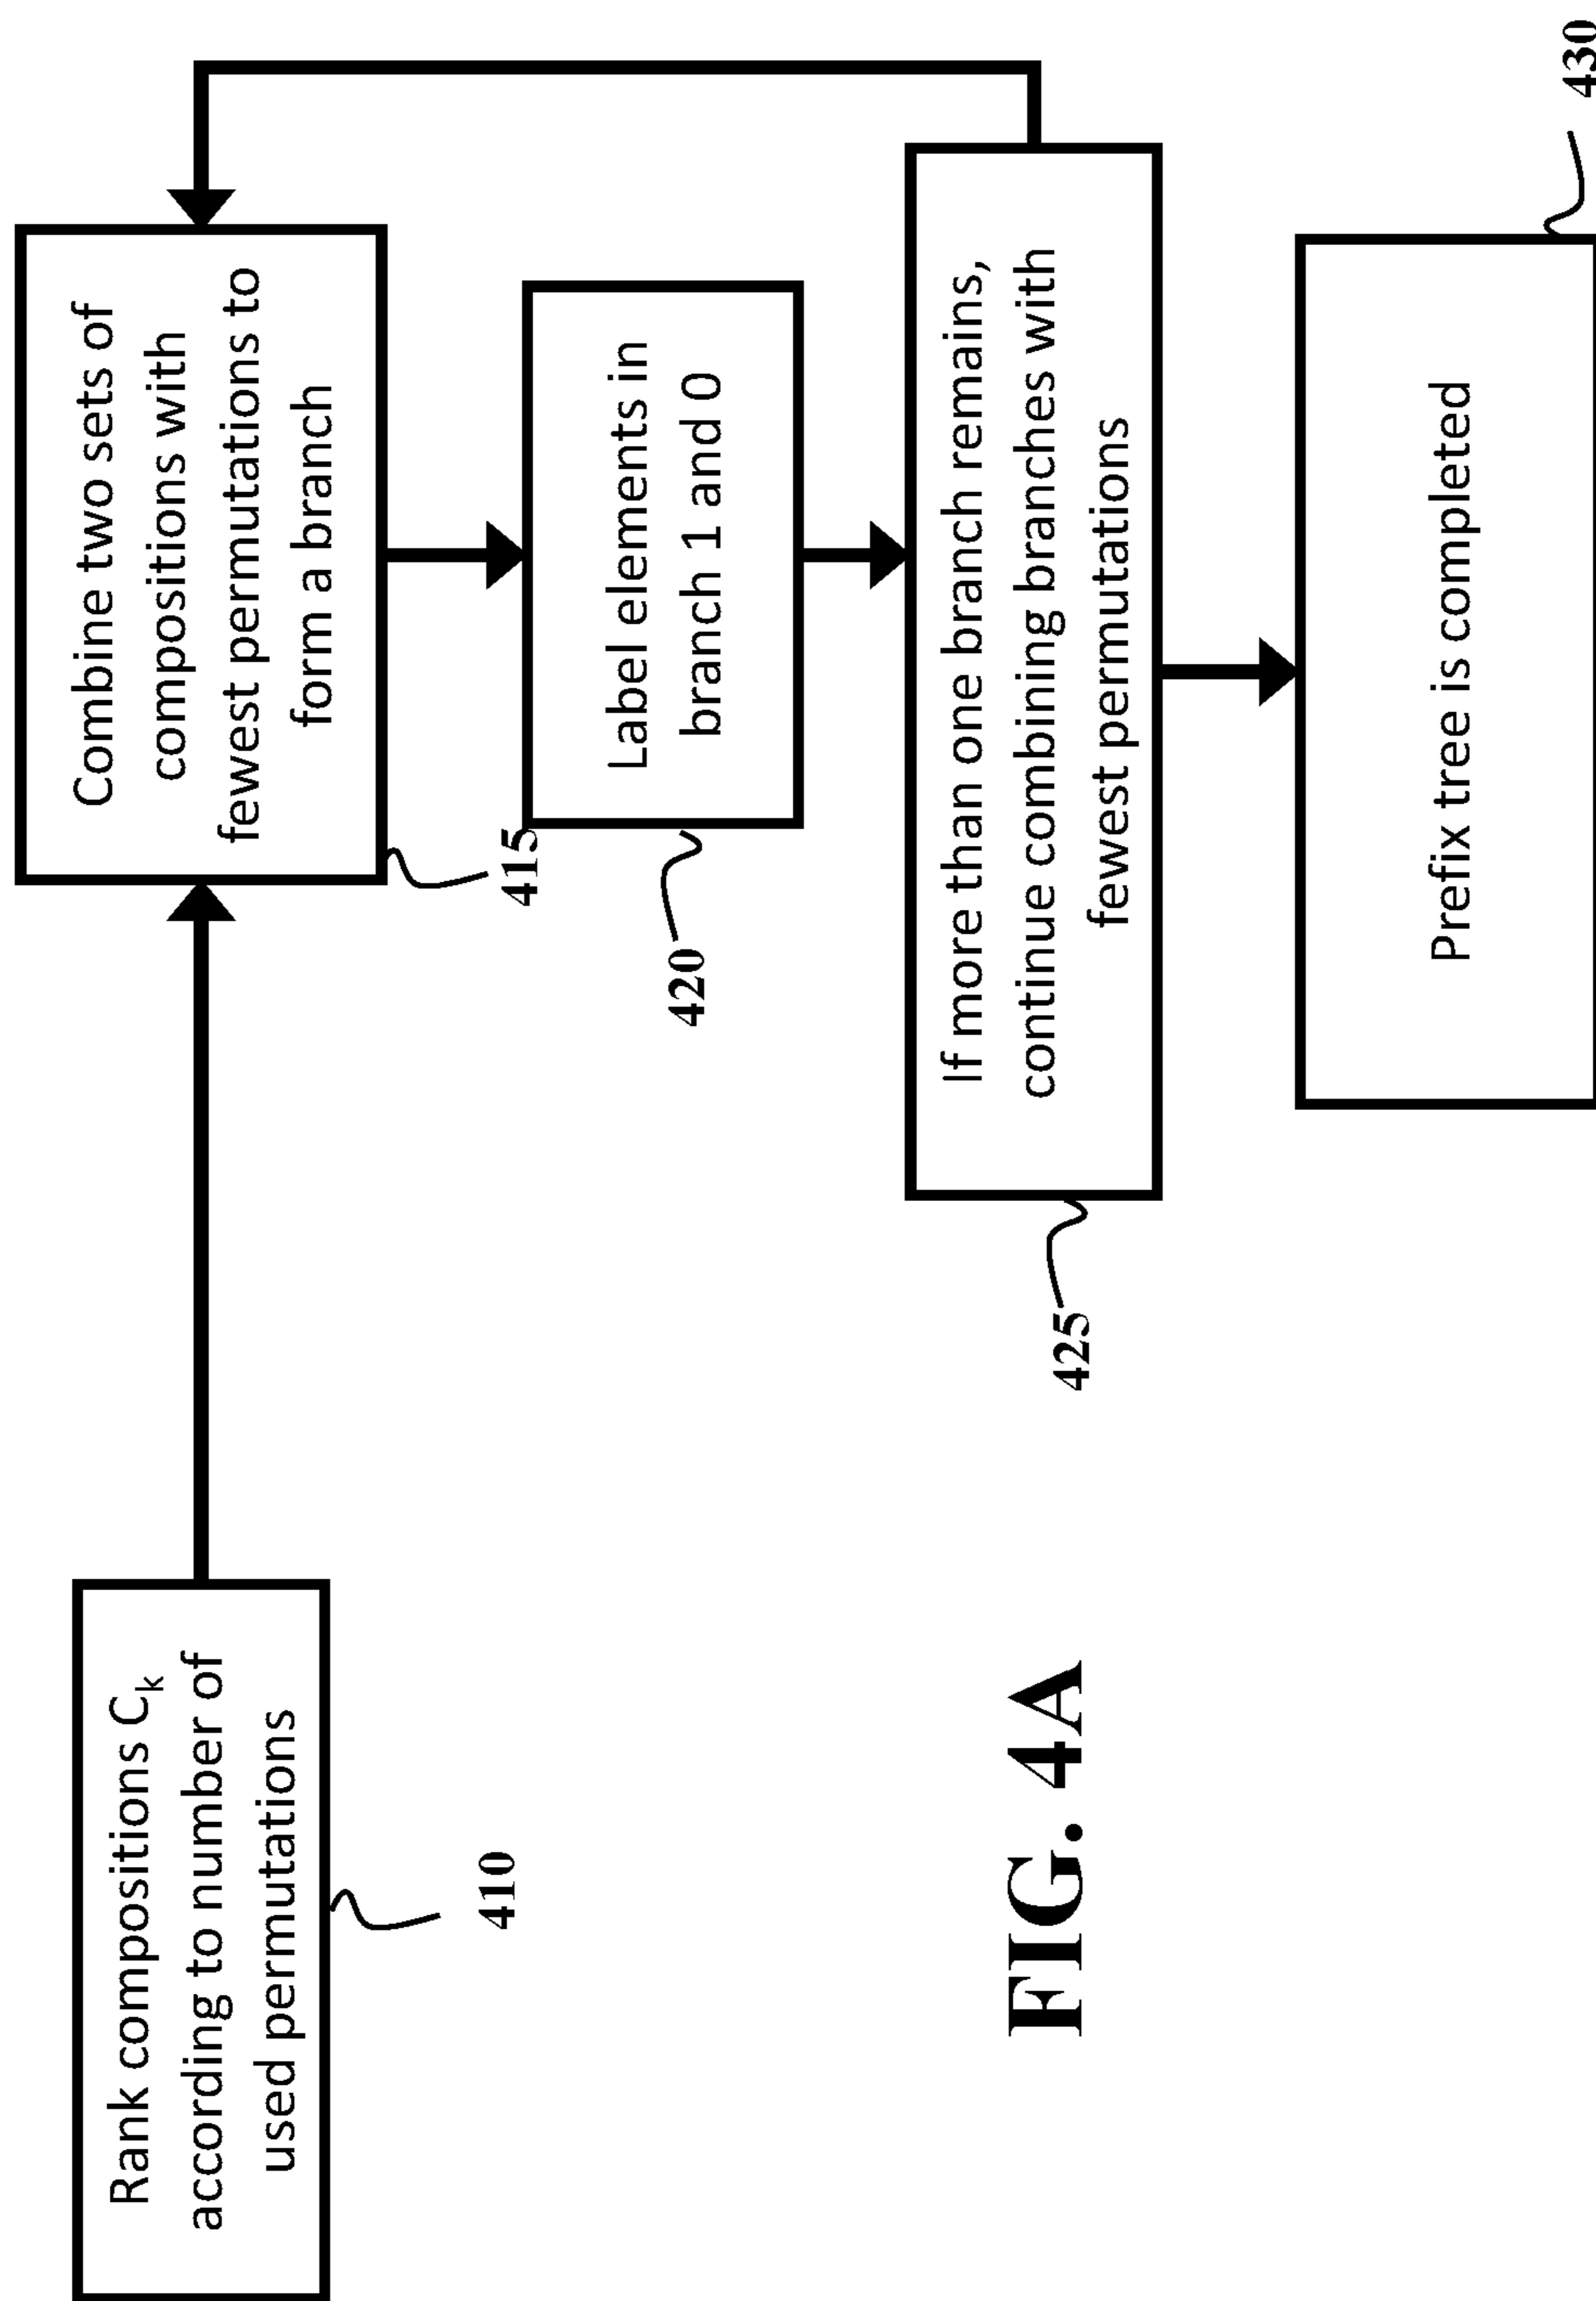 Rank compositions Ck
according to number of
used permutations
410
Combine two sets of
compositions with
fewest permutations to
form a branch
415
Label elements in
branch 1 and 0
420
If more than one branch remains,
continue combining branches with
fewest permutations
425
Prefix tree is completed
430
FIG. 4A